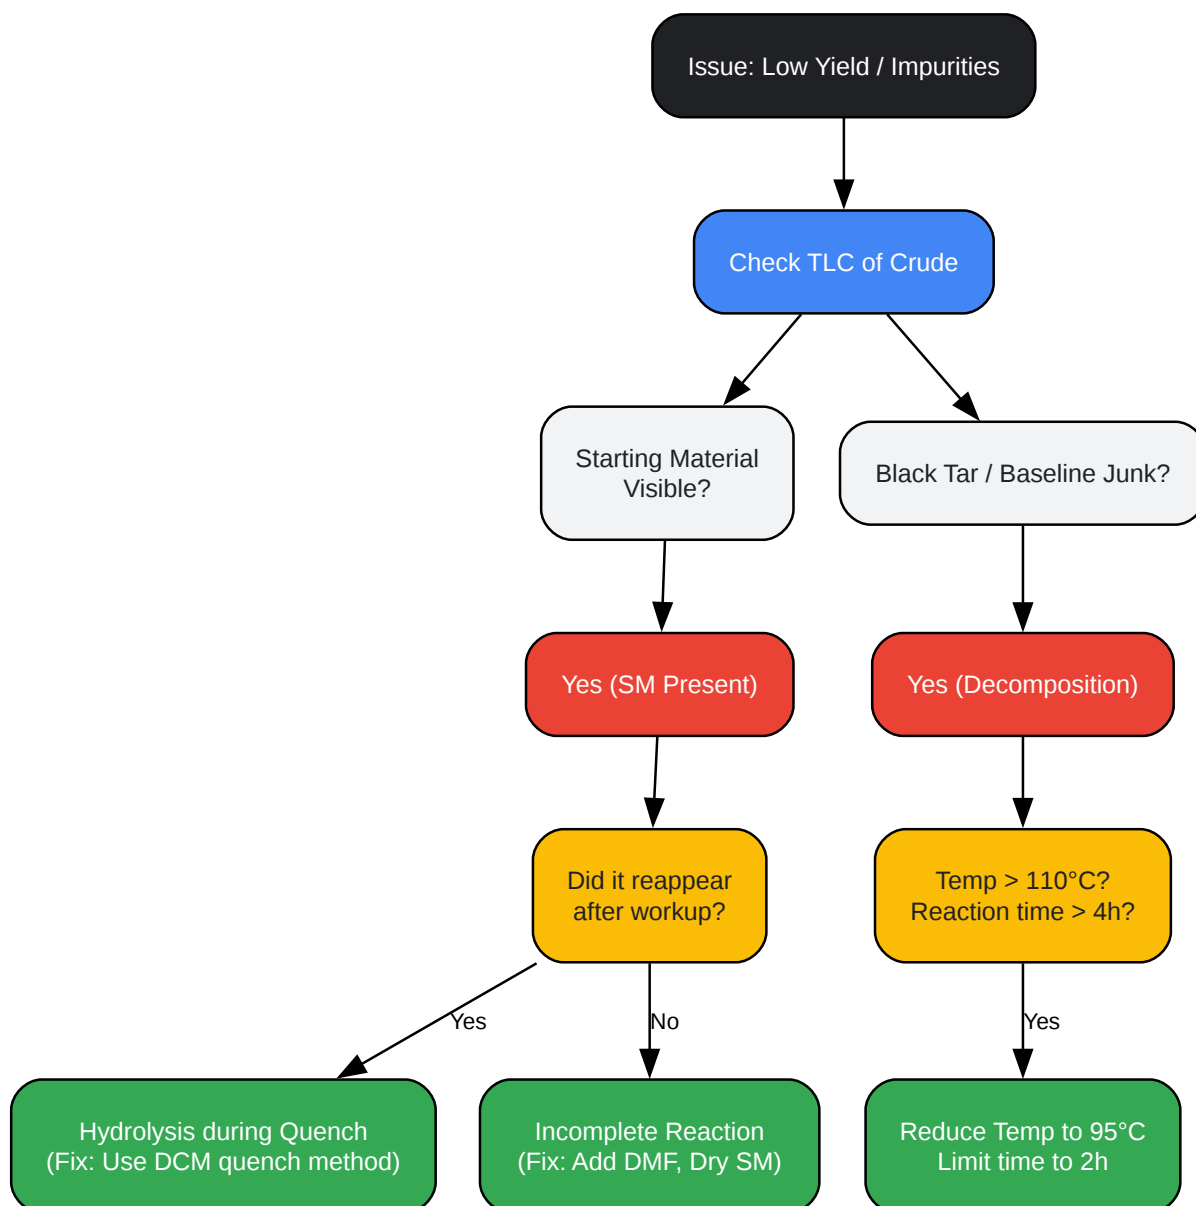 Issue: Low Yield / Impurities
Check TLC of Crude
Starting Material
Visible?
Black Tar / Baseline Junk?
Yes (SM Present)
Yes (Decomposition)
Did it reappear
after workup?
Temp > 110°C?
Reaction time > 4h?
Yes
No
Yes
Hydrolysis during Quench
(Fix: Use DCM quench method)
Incomplete Reaction
(Fix: Add DMF, Dry SM)
Reduce Temp to 95°C
Limit time to 2h